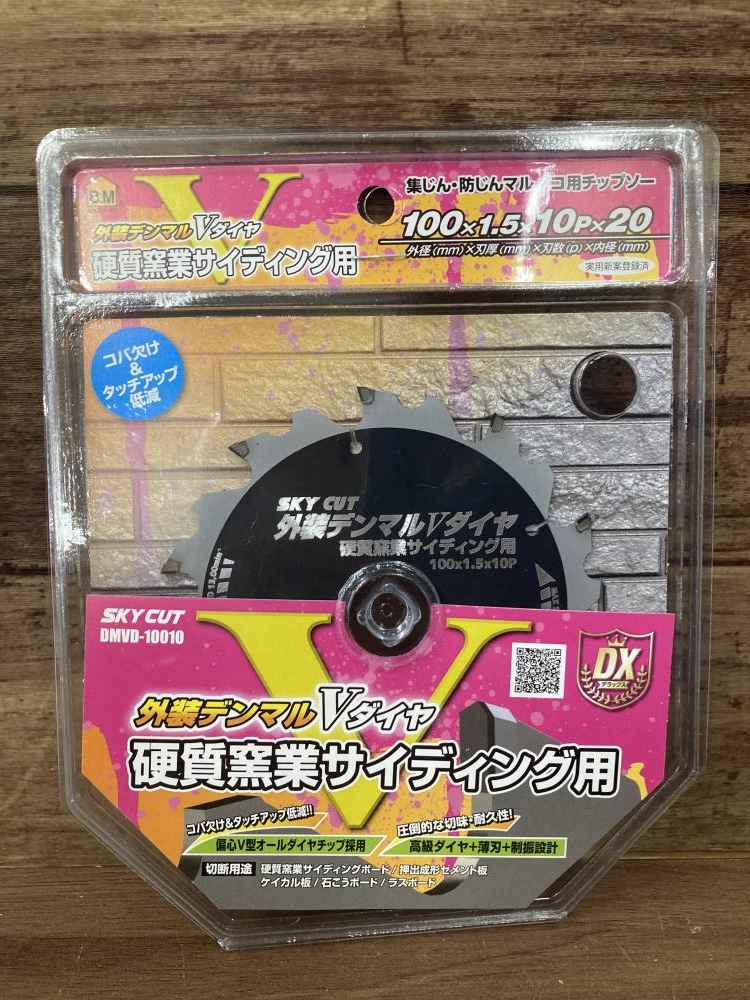 B.M
外装デンマルVダイヤ
硬質窯業サイディング用
集じん・防じんマルノコ用チップソー
100×1.5×10P×20
外径(mm)×刃厚(mm)×刃数(p)×内径(mm)
実用新案登録済
コバ欠け
&
タッチアップ
低減
SKY CUT
外装デンマルVダイヤ
硬質窯業サイディング用
100x1.5x10P
SKY CUT
DMVD-10010
DX
デラックス
外装デンマルVダイヤ
硬質窯業サイディング用
コバ欠け&タッチアップ低減!!
偏心V型オールダイヤチップ採用
圧倒的な切味・耐久性!
高級ダイヤ+薄刃+制振設計
切断用途 硬質窯業サイディングボード / 押出成形セメント板
ケイカル板 / 石こうボード / ラスボード